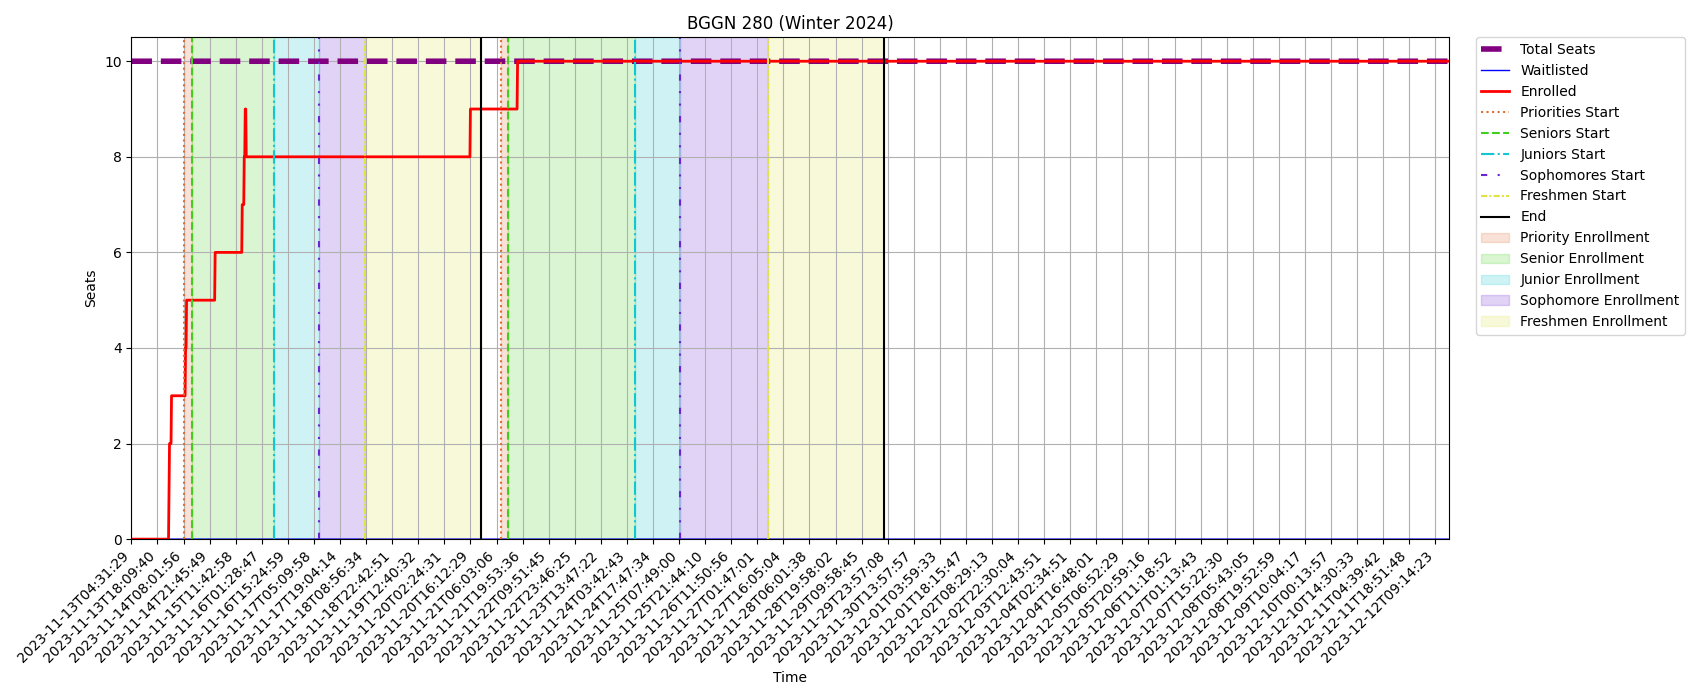 BGGN 280 (Winter 2024)
10
8
6
4
2
0
Seats
2023-11-13T04:31:29
2023-11-13T18:09:40
2023-11-14T08:01:56
2023-11-14T21:45:49
2023-11-15T11:42:58
2023-11-16T01:28:47
2023-11-16T15:24:59
2023-11-17T05:09:58
2023-11-17T19:04:14
2023-11-18T08:56:34
2023-11-18T22:42:51
2023-11-19T12:40:32
2023-11-20T02:24:31
2023-11-20T16:12:29
2023-11-21T06:03:06
2023-11-21T19:53:36
2023-11-22T09:51:45
2023-11-22T23:46:25
2023-11-23T13:47:22
2023-11-24T03:42:43
2023-11-24T17:47:34
2023-11-25T07:49:00
2023-11-25T21:44:10
2023-11-26T11:50:56
2023-11-27T01:47:01
2023-11-27T16:05:04
2023-11-28T06:01:38
2023-11-28T19:58:02
2023-11-29T09:58:45
2023-11-29T23:57:08
2023-11-30T13:57:57
2023-12-01T03:59:33
2023-12-01T18:15:47
2023-12-02T08:29:13
2023-12-02T22:30:04
2023-12-03T12:43:51
2023-12-04T02:34:51
2023-12-04T16:48:01
2023-12-05T06:52:29
2023-12-05T20:59:16
2023-12-06T11:18:52
2023-12-07T01:13:43
2023-12-07T15:22:30
2023-12-08T05:43:05
2023-12-08T19:52:59
2023-12-09T10:04:17
2023-12-10T00:13:57
2023-12-10T14:30:33
2023-12-11T04:39:42
2023-12-11T18:51:48
2023-12-12T09:14:23
Time
Total Seats
Waitlisted
Enrolled
Priorities Start
Seniors Start
Juniors Start
Sophomores Start
Freshmen Start
End
Priority Enrollment
Senior Enrollment
Junior Enrollment
Sophomore Enrollment
Freshmen Enrollment